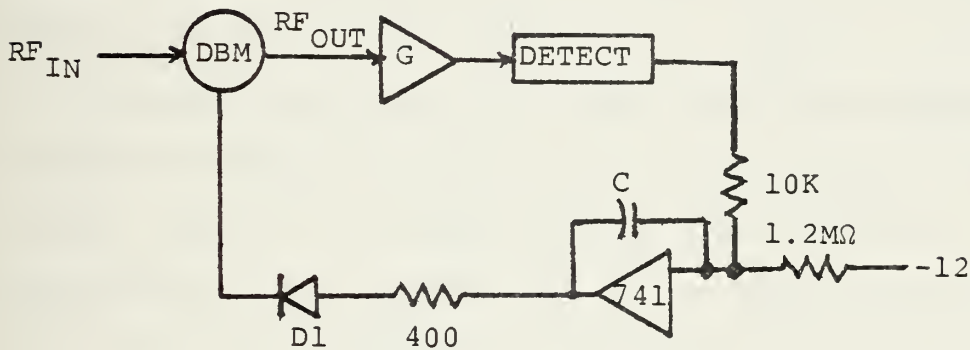 RF_IN
DBM
RF_OUT
G
DETECT
10K
C
1.2MΩ
-12
741
D1
400